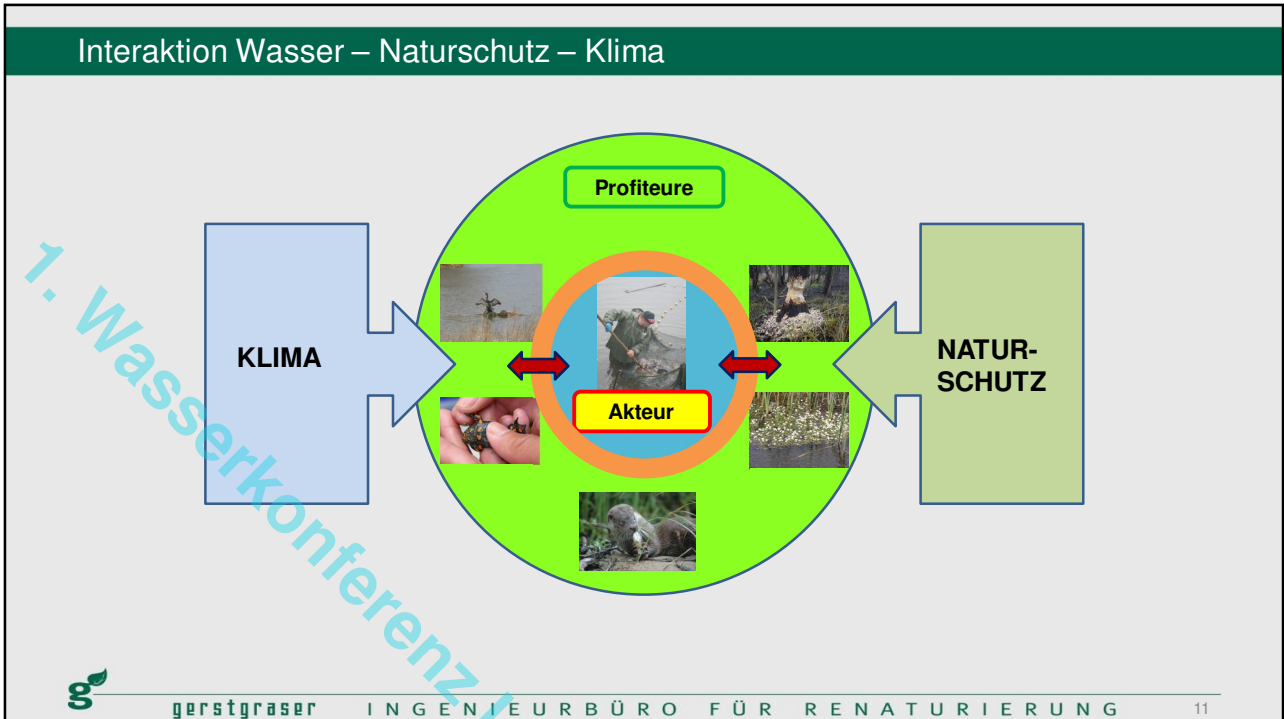 Interaktion Wasser – Naturschutz – Klima
Profiteure
KLIMA
NATUR-
SCHUTZ
Akteur
1. Wasserkonferenz
gerstgraser INGENIEURBÜRO FÜR RENATURIERUNG
11